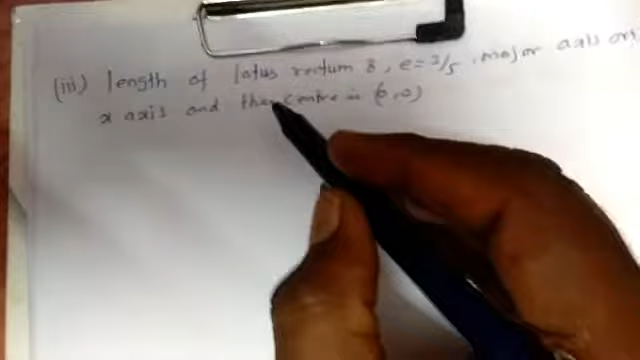 (iii) length of latus rectum 8, e=3/5, major axis on
x axis and the centre is (0,0)